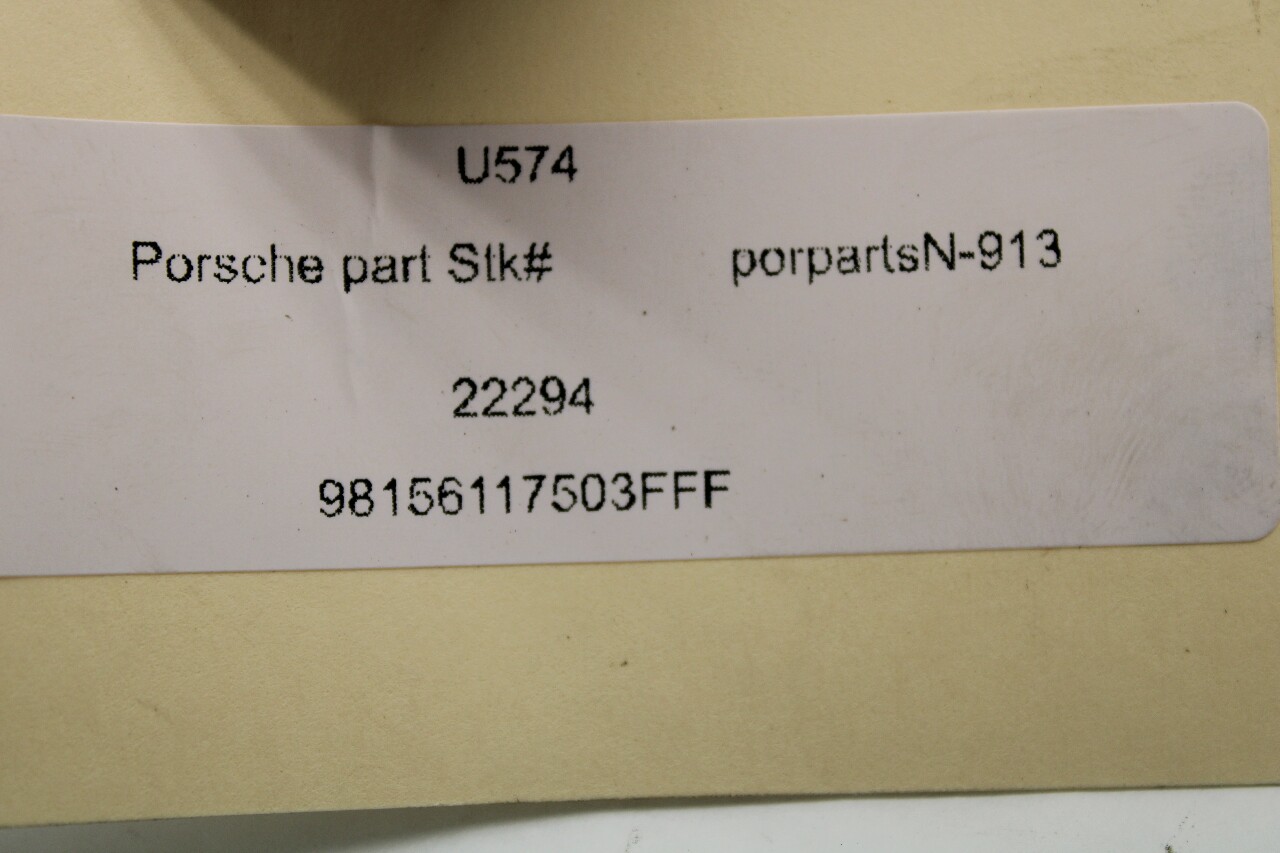 U574
Porsche part Stk# porpartsN-913
22294
98156117503FFF